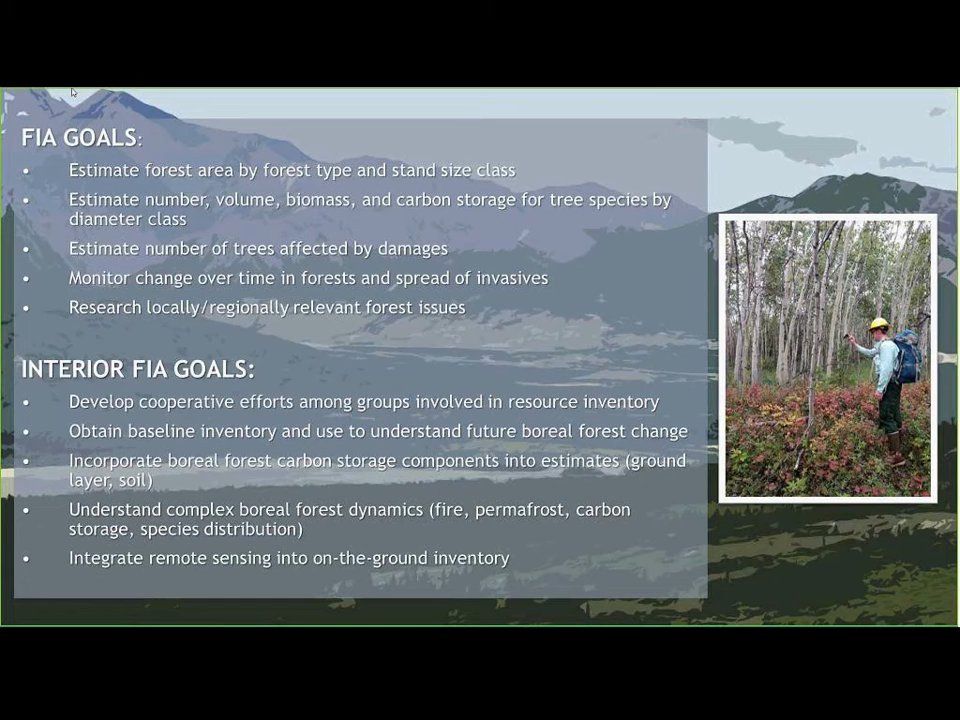 FIA GOALS:
• Estimate forest area by forest type and stand size class
• Estimate number, volume, biomass, and carbon storage for tree species by
diameter class
• Estimate number of trees affected by damages
• Monitor change over time in forests and spread of invasives
• Research locally/regionally relevant forest issues
INTERIOR FIA GOALS:
• Develop cooperative efforts among groups involved in resource inventory
• Obtain baseline inventory and use to understand future boreal forest change
• Incorporate boreal forest carbon storage components into estimates (ground
layer, soil)
• Understand complex boreal forest dynamics (fire, permafrost, carbon
storage, species distribution)
• Integrate remote sensing into on-the-ground inventory